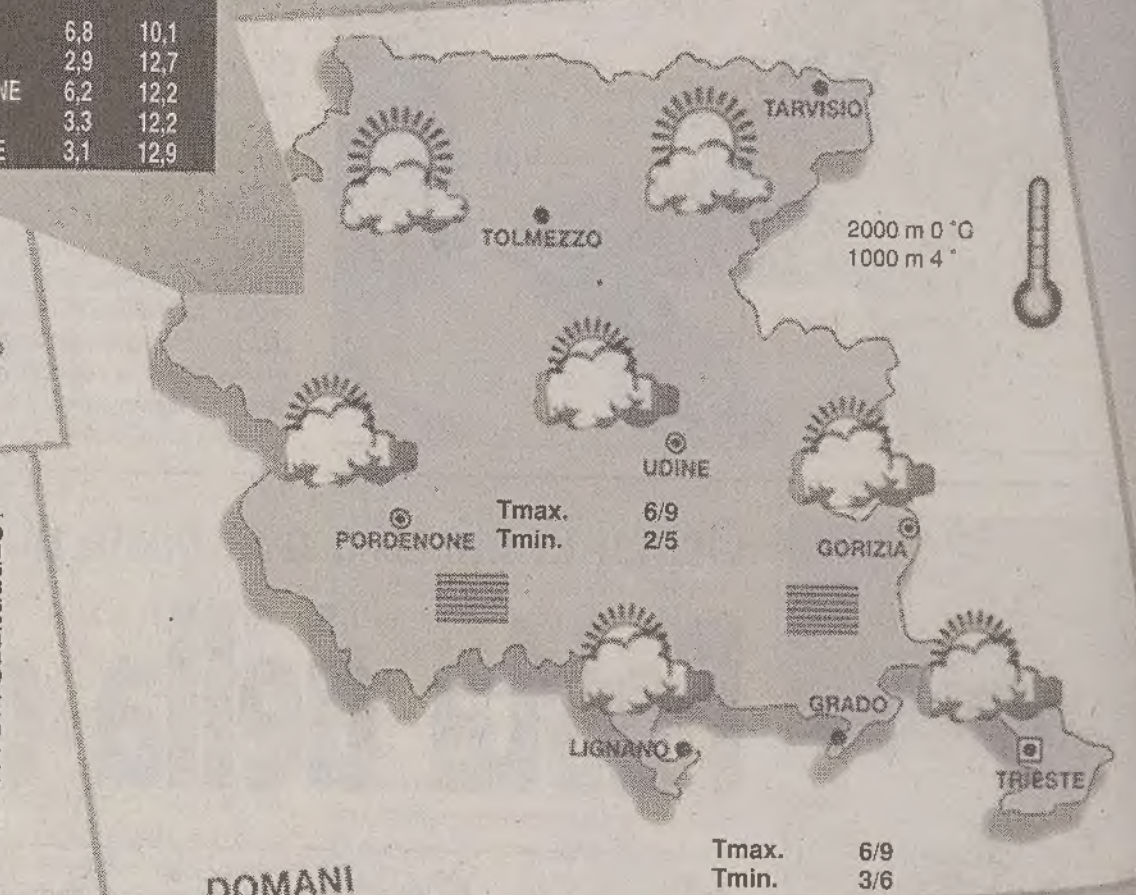 6,8 10,1
2,9 12,7
NE 6,2 12,2
3,3 12,2
E 3,1 12,9
TARVISIO
TOLMEZZO
2000 m 0 °C
1000 m 4 °
UDINE
PORDENONE
Tmax. 6/9
Tmin. 2/5
GORIZIA
GRADO
LIGNANO
TRIESTE
Tmax. 6/9
Tmin. 3/6
DOMANI